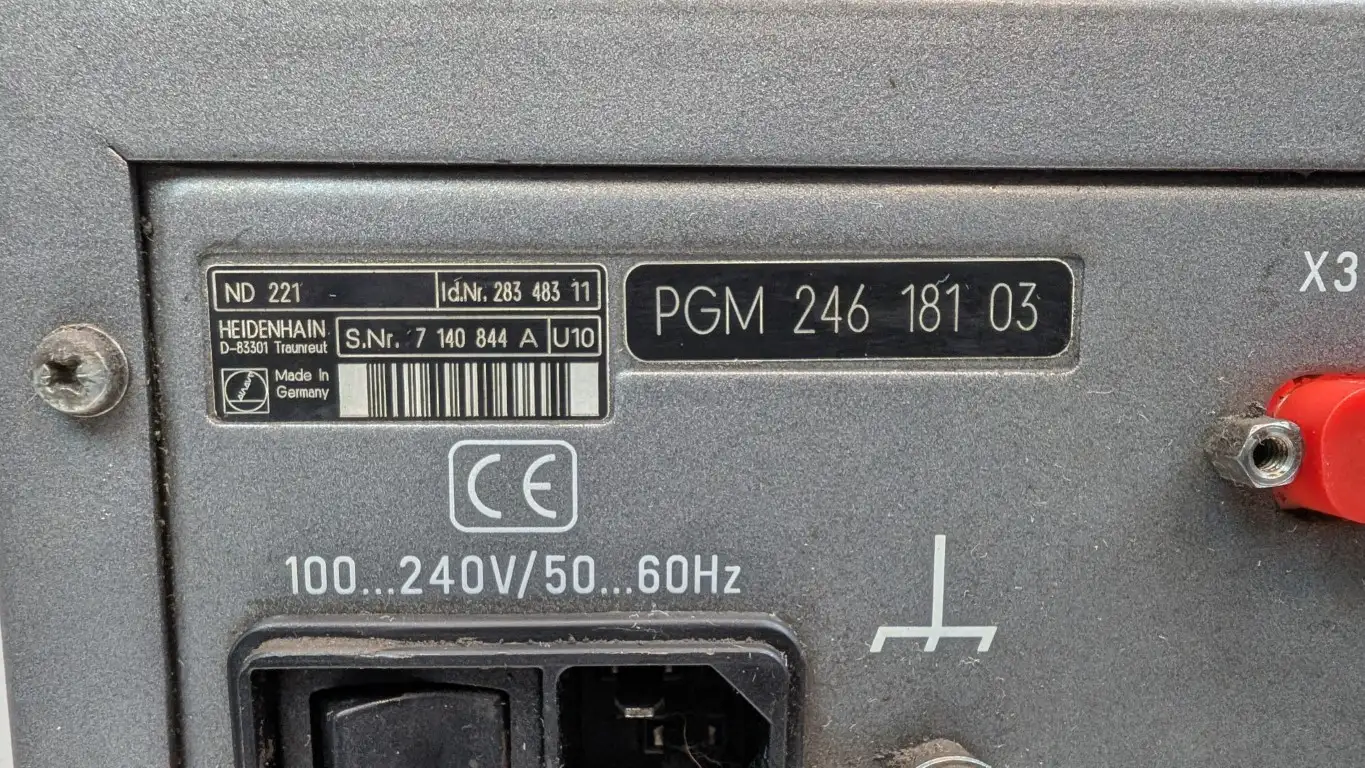 ND 221
Id.Nr. 283 483 11
HEIDENHAIN
D-83301 Traunreut
S.Nr. 7 140 844 A
U10
Made in
Germany
PGM 246 181 03
X3
CE
100...240V/50...60Hz